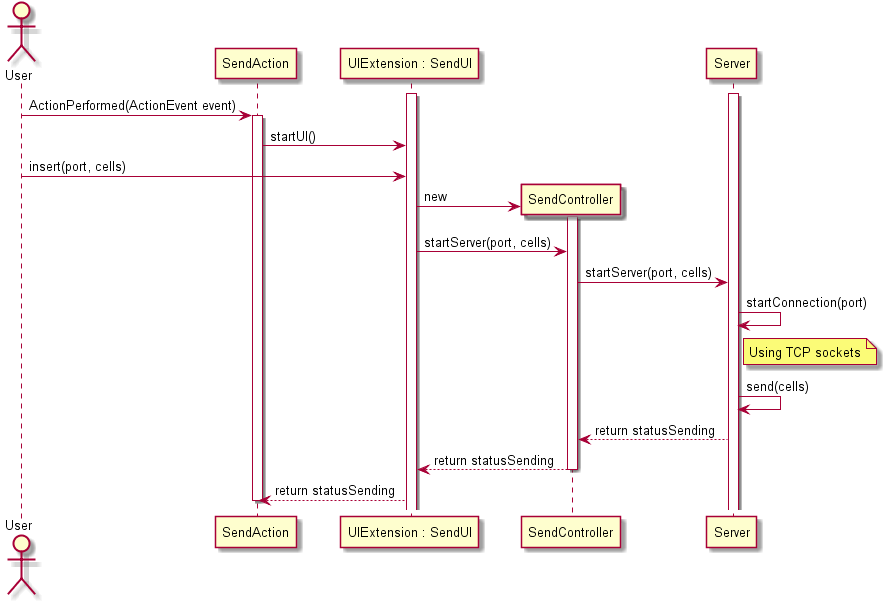 User
SendAction
UIExtension : SendUI
Server
ActionPerformed(ActionEvent event)
startUI()
insert(port, cells)
new
SendController
startServer(port, cells)
startServer(port, cells)
startConnection(port)
Using TCP sockets
send(cells)
return statusSending
return statusSending
return statusSending
User
SendAction
UIExtension : SendUI
SendController
Server